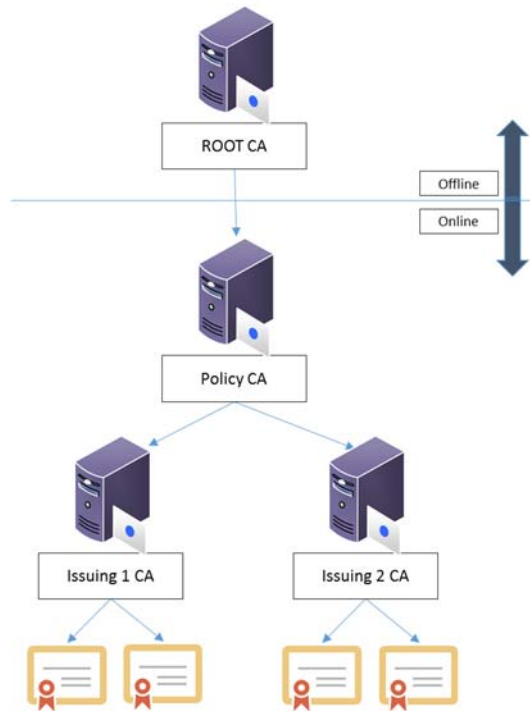 ROOT CA
Offline
Online
Policy CA
Issuing 1 CA
Issuing 2 CA